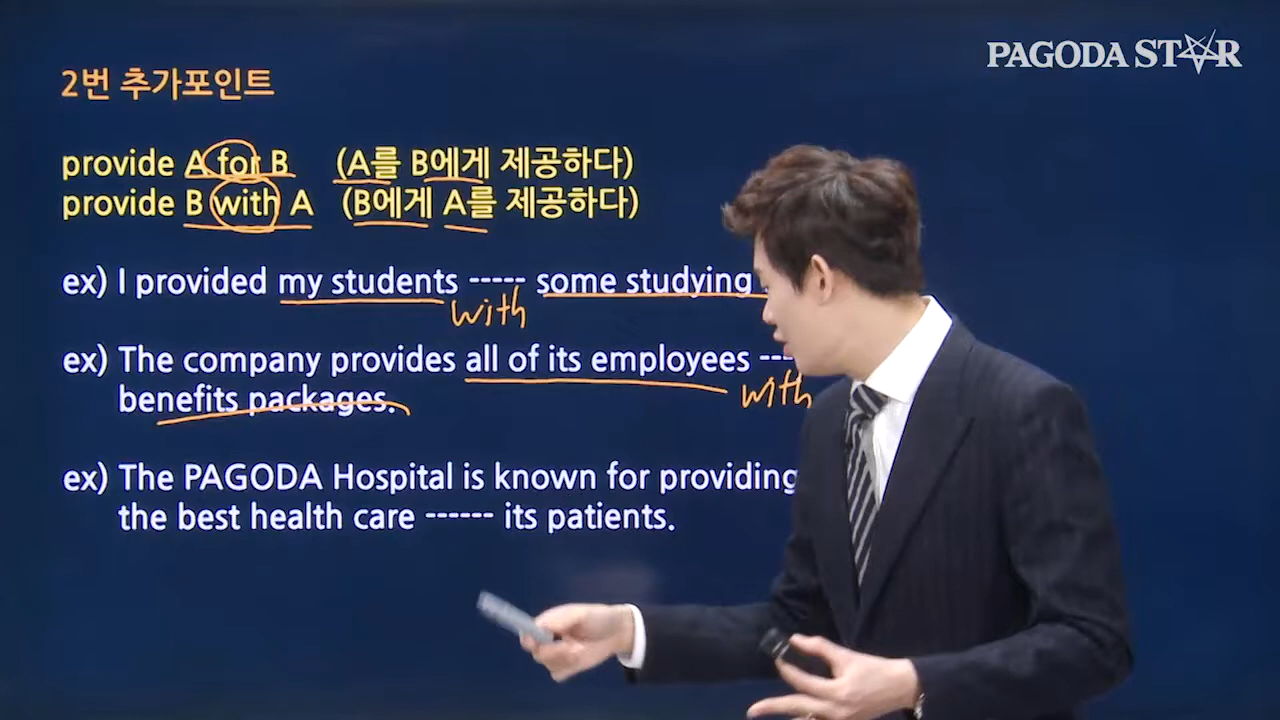 PAGODA STAR
2번 추가포인트
provide A for B (A를 B에게 제공하다)
provide B with A (B에게 A를 제공하다)
ex) I provided my students ----- some studying
with
ex) The company provides all of its employees ---
with
benefits packages.
ex) The PAGODA Hospital is known for providing
the best health care ------ its patients.